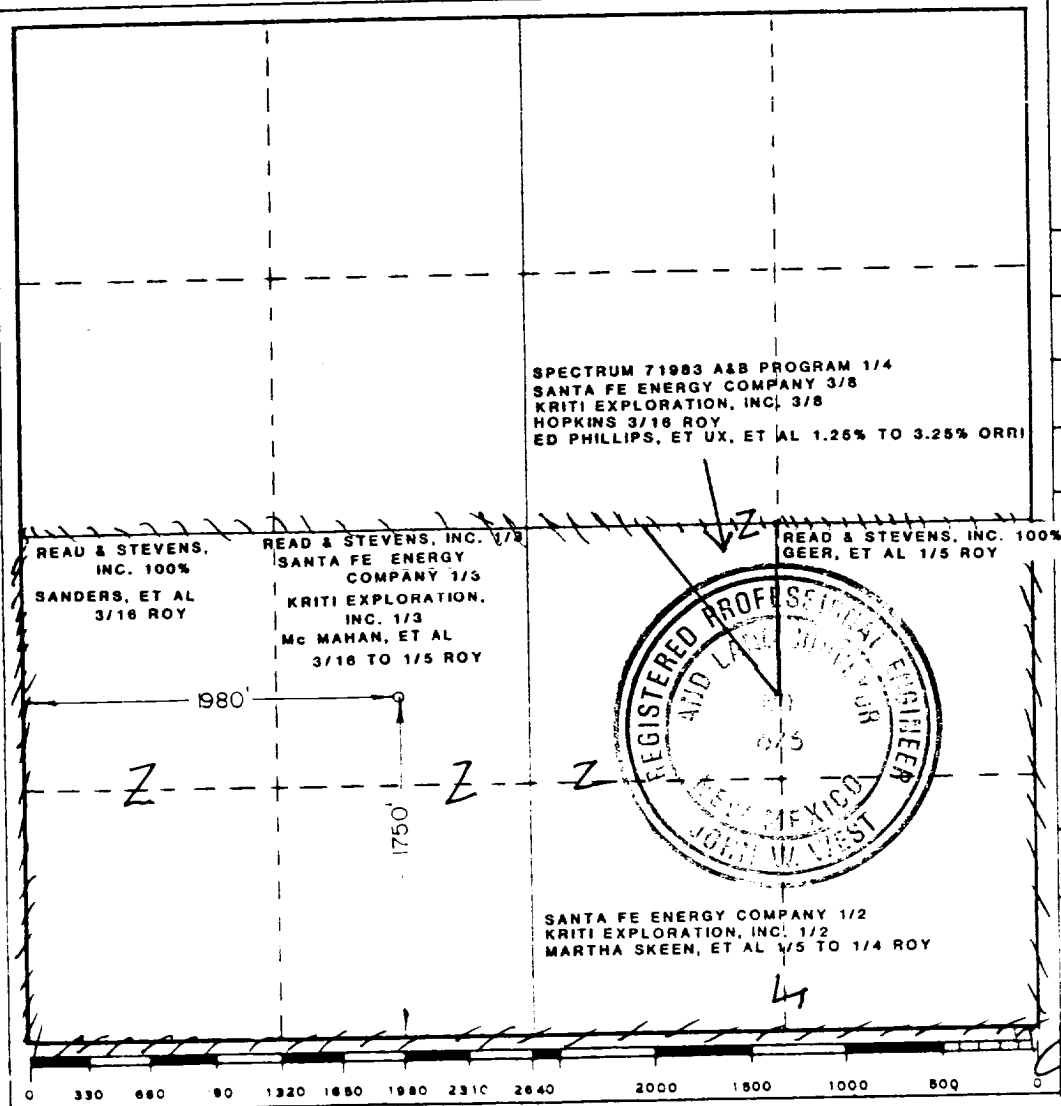 SPECTRUM 71983 A&B PROGRAM 1/4
SANTA FE ENERGY COMPANY 3/8
KRITI EXPLORATION, INC. 3/8
HOPKINS 3/16 ROY
ED PHILLIPS, ET UX, ET AL 1.25% TO 3.25% ORRI
Z
READ & STEVENS,
INC. 100%
SANDERS, ET AL
3/16 ROY
READ & STEVENS, INC. 1/3
SANTA FE ENERGY
COMPANY 1/3
KRITI EXPLORATION,
INC. 1/3
Mc MAHAN, ET AL
3/16 TO 1/5 ROY
READ & STEVENS, INC. 100%
GEER, ET AL 1/5 ROY
1980'
1750'
Z Z Z
REGISTERED PROFESSIONAL ENGINEER
AND LAND SURVEYOR
NO
676
NEW MEXICO
JOHN W. WEST
SANTA FE ENERGY COMPANY 1/2
KRITI EXPLORATION, INC. 1/2
MARTHA SKEEN, ET AL 1/5 TO 1/4 ROY
0 330 660 90 1320 1650 1980 2310 2640 2000 1500 1000 500 0